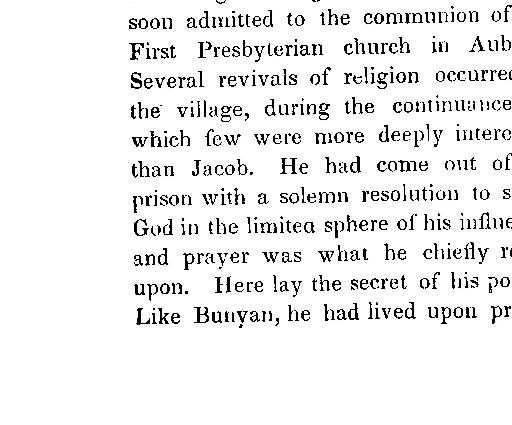 soon admitted to the communion of
First Presbyterian church in Aub
Several revivals of religion occurre
the village, during the continuance
which few were more deeply intere
than Jacob. He had come out of
prison with a solemn resolution to s
God in the limited sphere of his influe
and prayer was what he chiefly r
upon. Here lay the secret of his po
Like Bunyan, he had lived upon pr